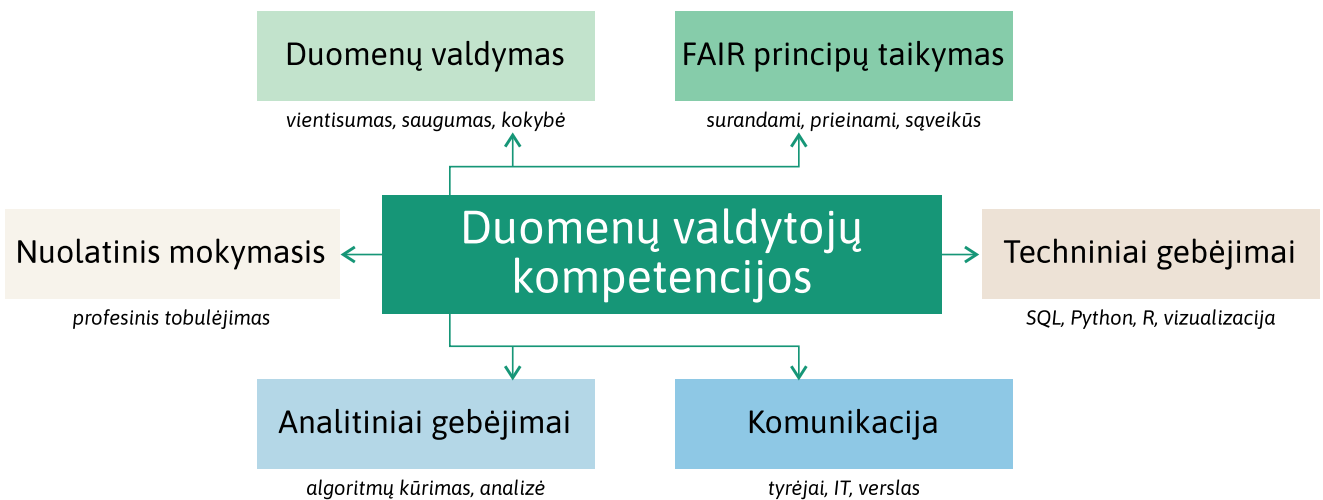 Duomenų valdymas
vientisumas, saugumas, kokybė
FAIR principų taikymas
surandami, prieinami, sąveikūs
Nuolatinis mokymasis
profesinis tobulėjimas
Duomenų valdytojų
kompetencijos
Techniniai gebėjimai
SQL, Python, R, vizualizacija
Analitiniai gebėjimai
algoritmų kūrimas, analizė
Komunikacija
tyrėjai, IT, verslas